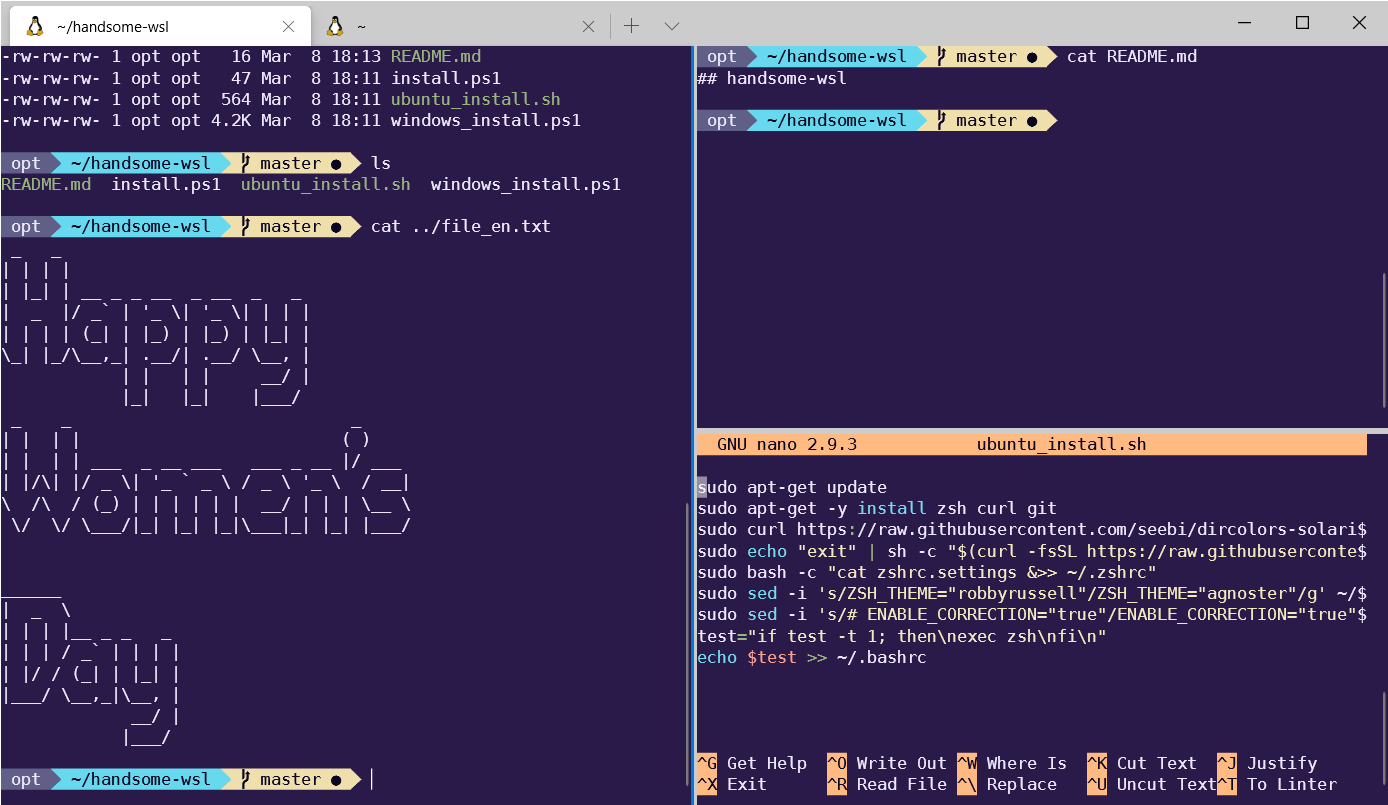 ~/handsome-wsl
~
-rw-rw-rw- 1 opt opt   16 Mar  8 18:13 README.md
-rw-rw-rw- 1 opt opt   47 Mar  8 18:11 install.ps1
-rw-rw-rw- 1 opt opt  564 Mar  8 18:11 ubuntu_install.sh
-rw-rw-rw- 1 opt opt 4.2K Mar  8 18:11 windows_install.ps1
opt ~/handsome-wsl master ● ls
README.md  install.ps1  ubuntu_install.sh  windows_install.ps1
opt ~/handsome-wsl master ● cat ../file_en.txt
Happy
Women's
Day
opt ~/handsome-wsl master ●
opt ~/handsome-wsl master ● cat README.md
## handsome-wsl
opt ~/handsome-wsl master ●
GNU nano 2.9.3 ubuntu_install.sh
sudo apt-get update
sudo apt-get -y install zsh curl git
sudo curl https://raw.githubusercontent.com/seebi/dircolors-solari$
sudo echo "exit" | sh -c "$(curl -fsSL https://raw.githubuserconte$
sudo bash -c "cat zshrc.settings &>> ~/.zshrc"
sudo sed -i 's/ZSH_THEME="robbyrussell"/ZSH_THEME="agnoster"/g' ~/$
sudo sed -i 's/# ENABLE_CORRECTION="true"/ENABLE_CORRECTION="true"$
test="if test -t 1; then\nexec zsh\nfi\n"
echo $test >> ~/.bashrc
^G Get Help ^O Write Out ^W Where Is ^K Cut Text ^J Justify
^X Exit ^R Read File ^\ Replace ^U Uncut Text ^T To Linter